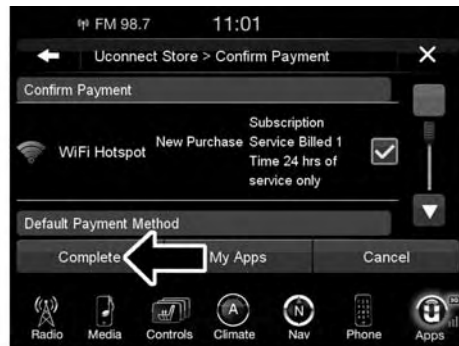 FM 98.7 11:01
Uconnect Store > Confirm Payment X
Confirm Payment
WiFi Hotspot
New Purchase
Subscription
Service Billed 1
Time 24 hrs of
service only
Default Payment Method
Complete My Apps Cancel
A N
Radio Media Controls Climate Nav Phone Apps